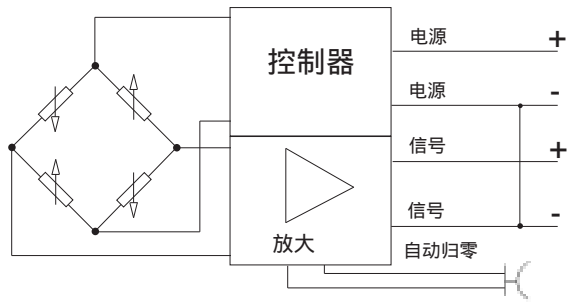 电源 +
控制器
电源 -
信号 +
信号 -
放大
自动归零